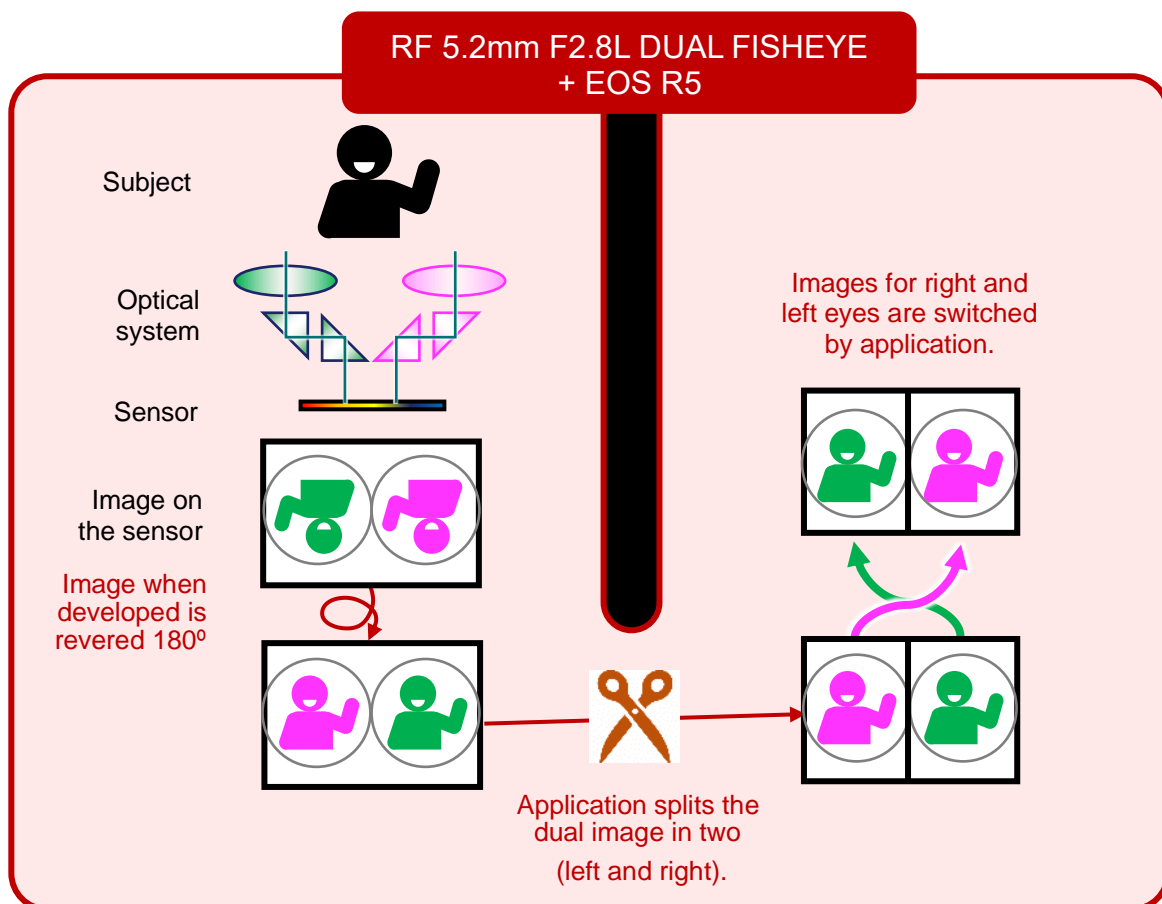 RF 5.2mm F2.8L DUAL FISHEYE
+ EOS R5
Subject
Optical
system
Sensor
Image on
the sensor
Image when
developed is
revered 180º
Application splits the
dual image in two
(left and right).
Images for right and
left eyes are switched
by application.